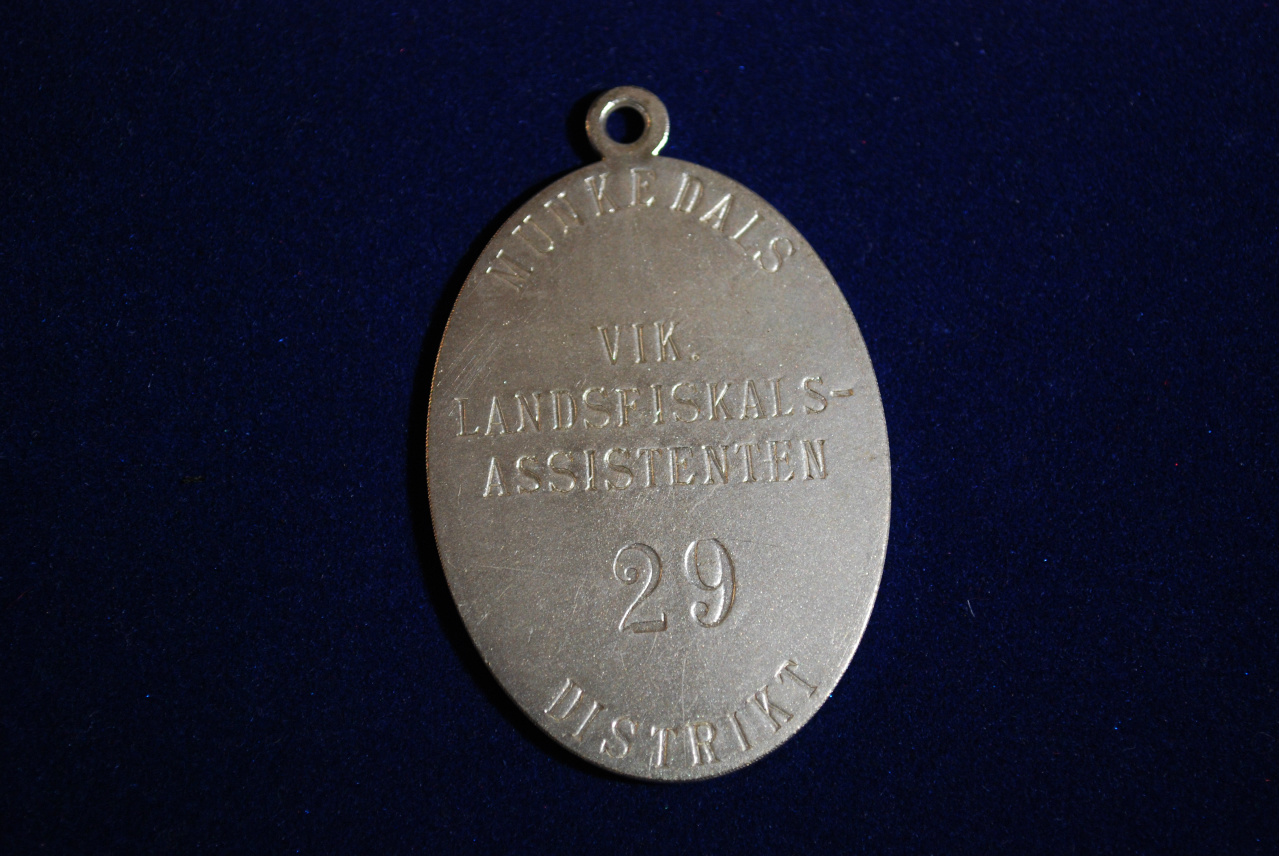 MUNKEDALS
VIK.
LANDSFISKALS-
ASSISTENTEN
29
DISTRIKT